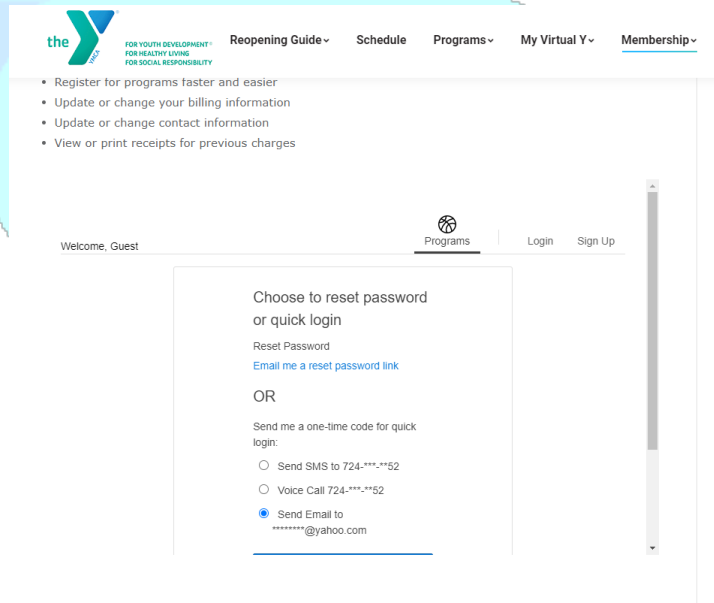 the
YMCA
FOR YOUTH DEVELOPMENT®
FOR HEALTHY LIVING
FOR SOCIAL RESPONSIBILITY
Reopening Guide Schedule Programs My Virtual Y Membership
• Register for programs faster and easier
• Update or change your billing information
• Update or change contact information
• View or print receipts for previous charges
Welcome, Guest
Programs Login Sign Up
Choose to reset password
or quick login
Reset Password
Email me a reset password link
OR
Send me a one-time code for quick
login:
Send SMS to 724-***-**52
Voice Call 724-***-**52
Send Email to
********@yahoo.com